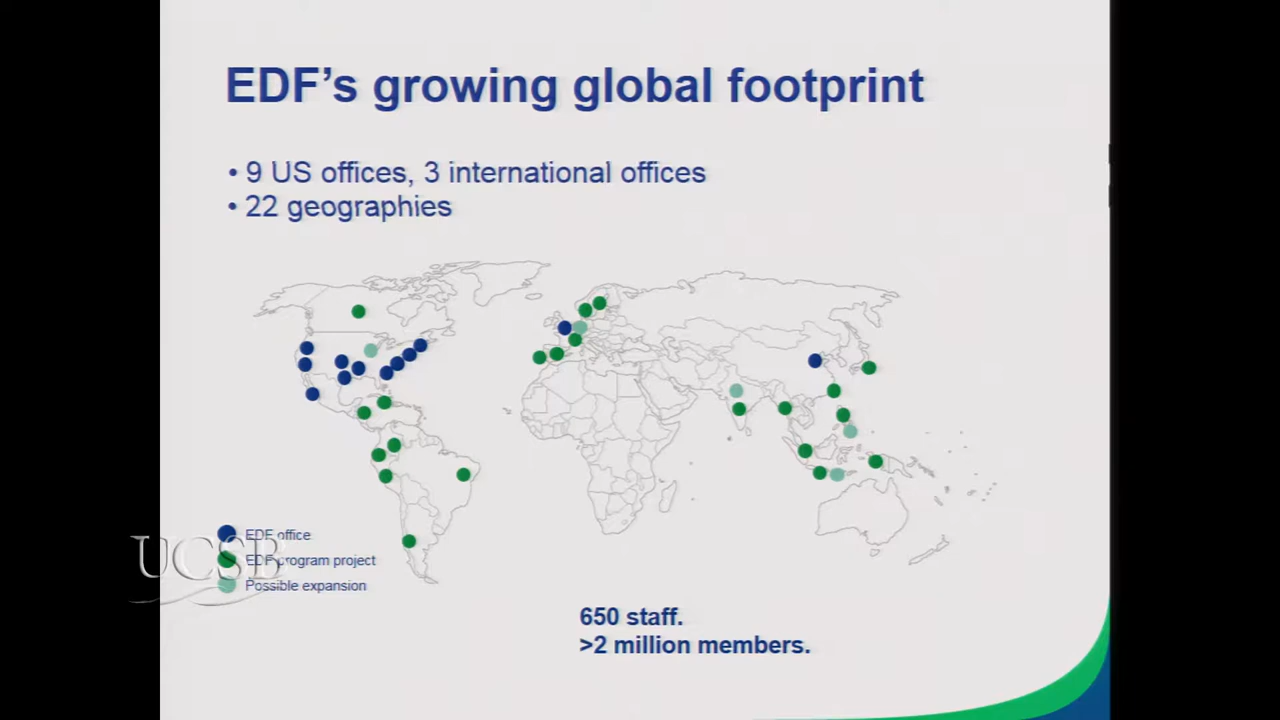 EDF's growing global footprint
• 9 US offices, 3 international offices
• 22 geographies
EDF office
UCSB
EDF program project
Possible expansion
650 staff.
>2 million members.